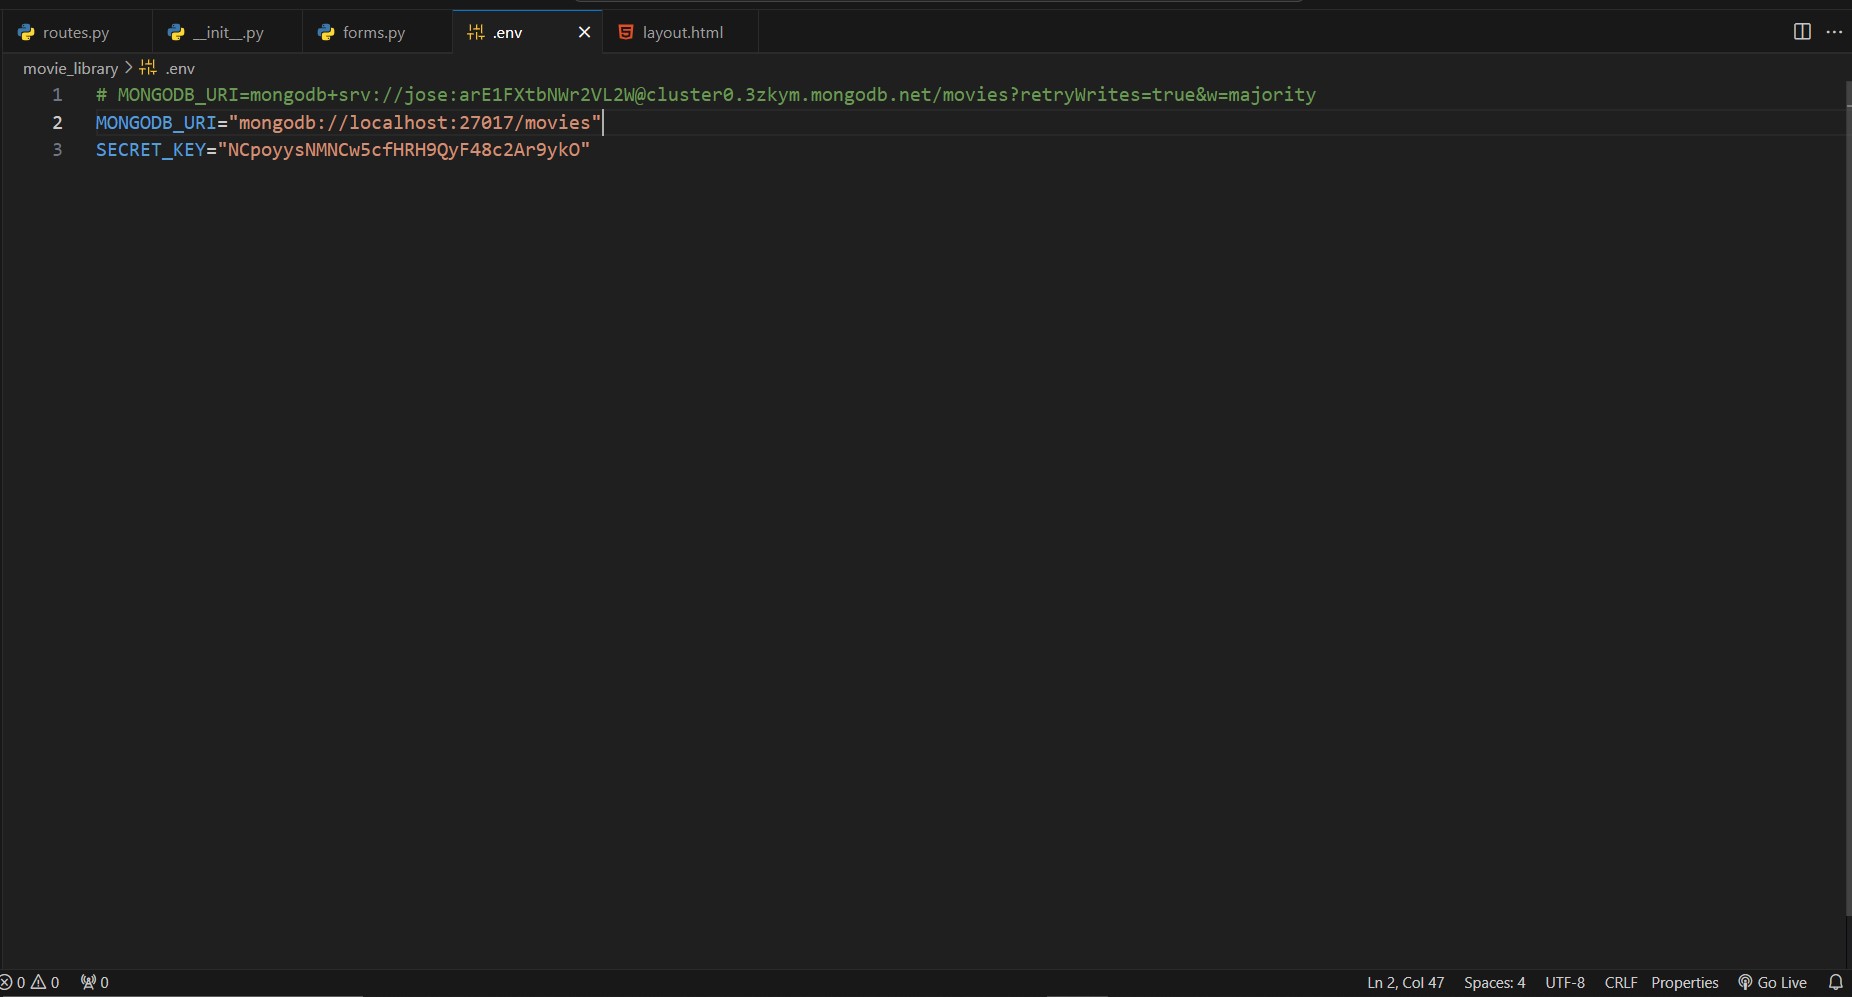 routes.py __init__.py forms.py .env layout.html
movie_library > .env
1 # MONGODB_URI=mongodb+srv://jose:arE1FXtbNWr2VL2W@cluster0.3zkym.mongodb.net/movies?retryWrites=true&w=majority
2 MONGODB_URI="mongodb://localhost:27017/movies"
3 SECRET_KEY="NCpoyysNMNCw5cfHRH9QyF48c2Ar9ykO"
0 0 0 Ln 2, Col 47 Spaces: 4 UTF-8 CRLF Properties Go Live